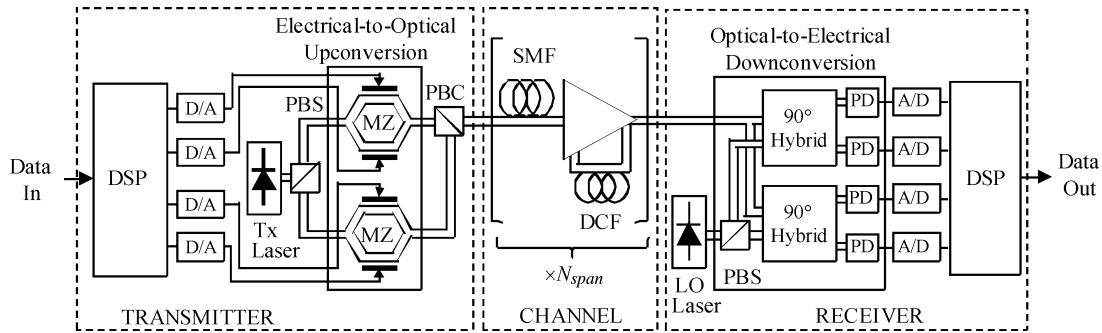 Data
In
DSP
D/A
D/A
D/A
D/A
Electrical-to-Optical
Upconversion
PBS
Tx
Laser
MZ
MZ
PBC
TRANSMITTER
SMF
DCF
×N_span
CHANNEL
Optical-to-Electrical
Downconversion
90°
Hybrid
90°
Hybrid
PBS
LO
Laser
PD
PD
PD
PD
A/D
A/D
A/D
A/D
DSP
Data
Out
RECEIVER